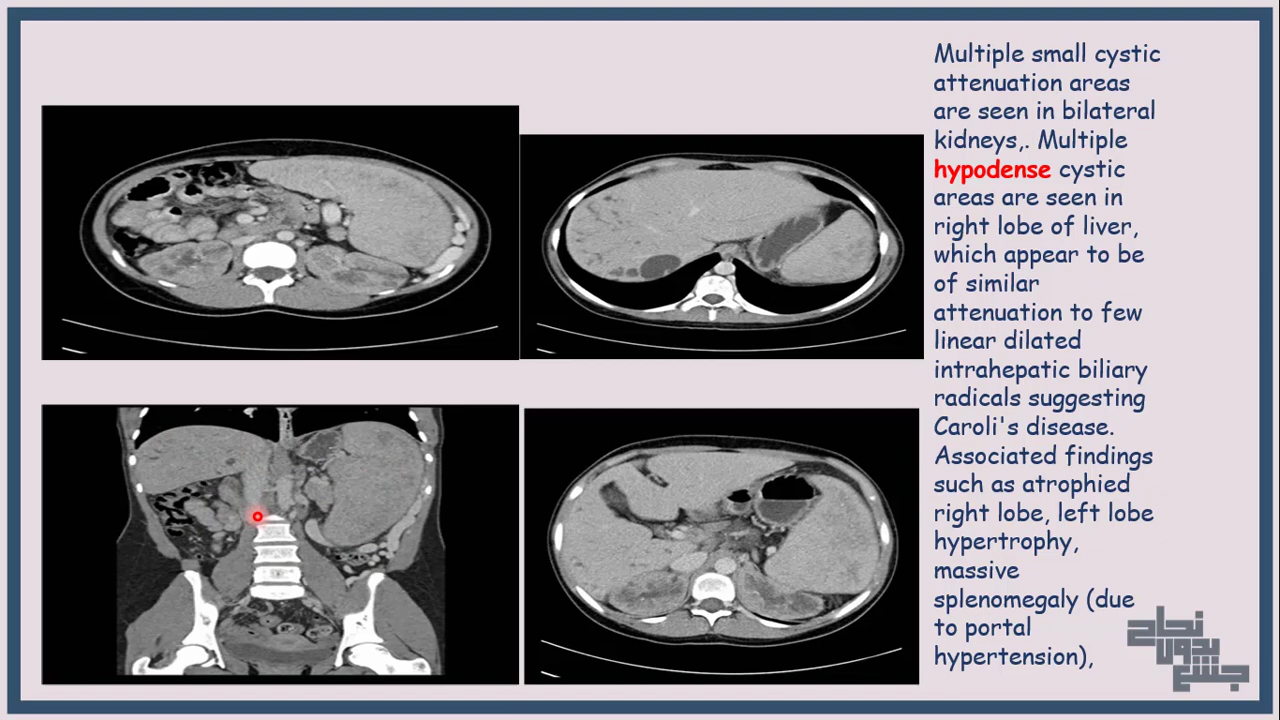 Multiple small cystic
attenuation areas
are seen in bilateral
kidneys,. Multiple
hypodense cystic
areas are seen in
right lobe of liver,
which appear to be
of similar
attenuation to few
linear dilated
intrahepatic biliary
radicals suggesting
Caroli's disease.
Associated findings
such as atrophied
right lobe, left lobe
hypertrophy,
massive
splenomegaly (due
to portal
hypertension),
نجاح
بدون